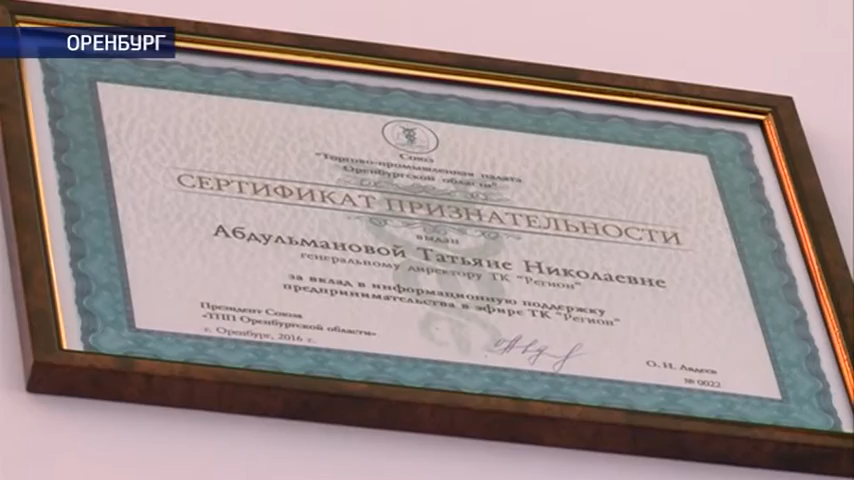 ОРЕНБУРГ
Союз
"Торгово-промышленная палата
Оренбургской области"
СЕРТИФИКАТ ПРИЗНАТЕЛЬНОСТИ
выдан
Абдульмановой Татьяне Николаевне
генеральному директору ТК "Регион"
за вклад в информационную поддержку
предпринимательства в эфире ТК "Регион"
Президент Союза
«ТПП Оренбургской области»
г. Оренбург, 2016 г.
О. И. Авдеев
№ 0022